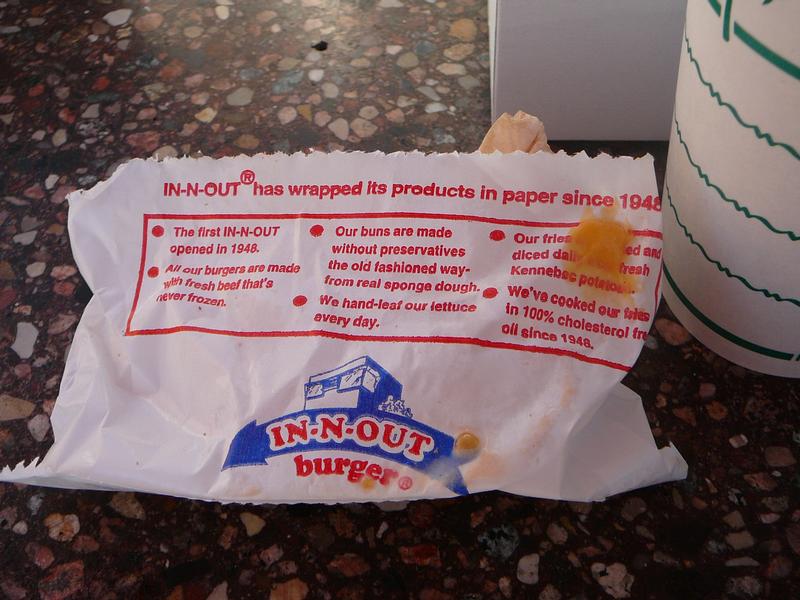 IN-N-OUT® has wrapped its products in paper since 1948
The first IN-N-OUT
opened in 1948.
All our burgers are made
with fresh beef that's
never frozen.
Our buns are made
without preservatives
the old fashioned way-
from real sponge dough.
We hand-leaf our lettuce
every day.
Our fries and
diced fresh
Kennebec
We've cooked our fries
in 100% cholesterol
oil since 1948.
IN-N-OUT
burger®